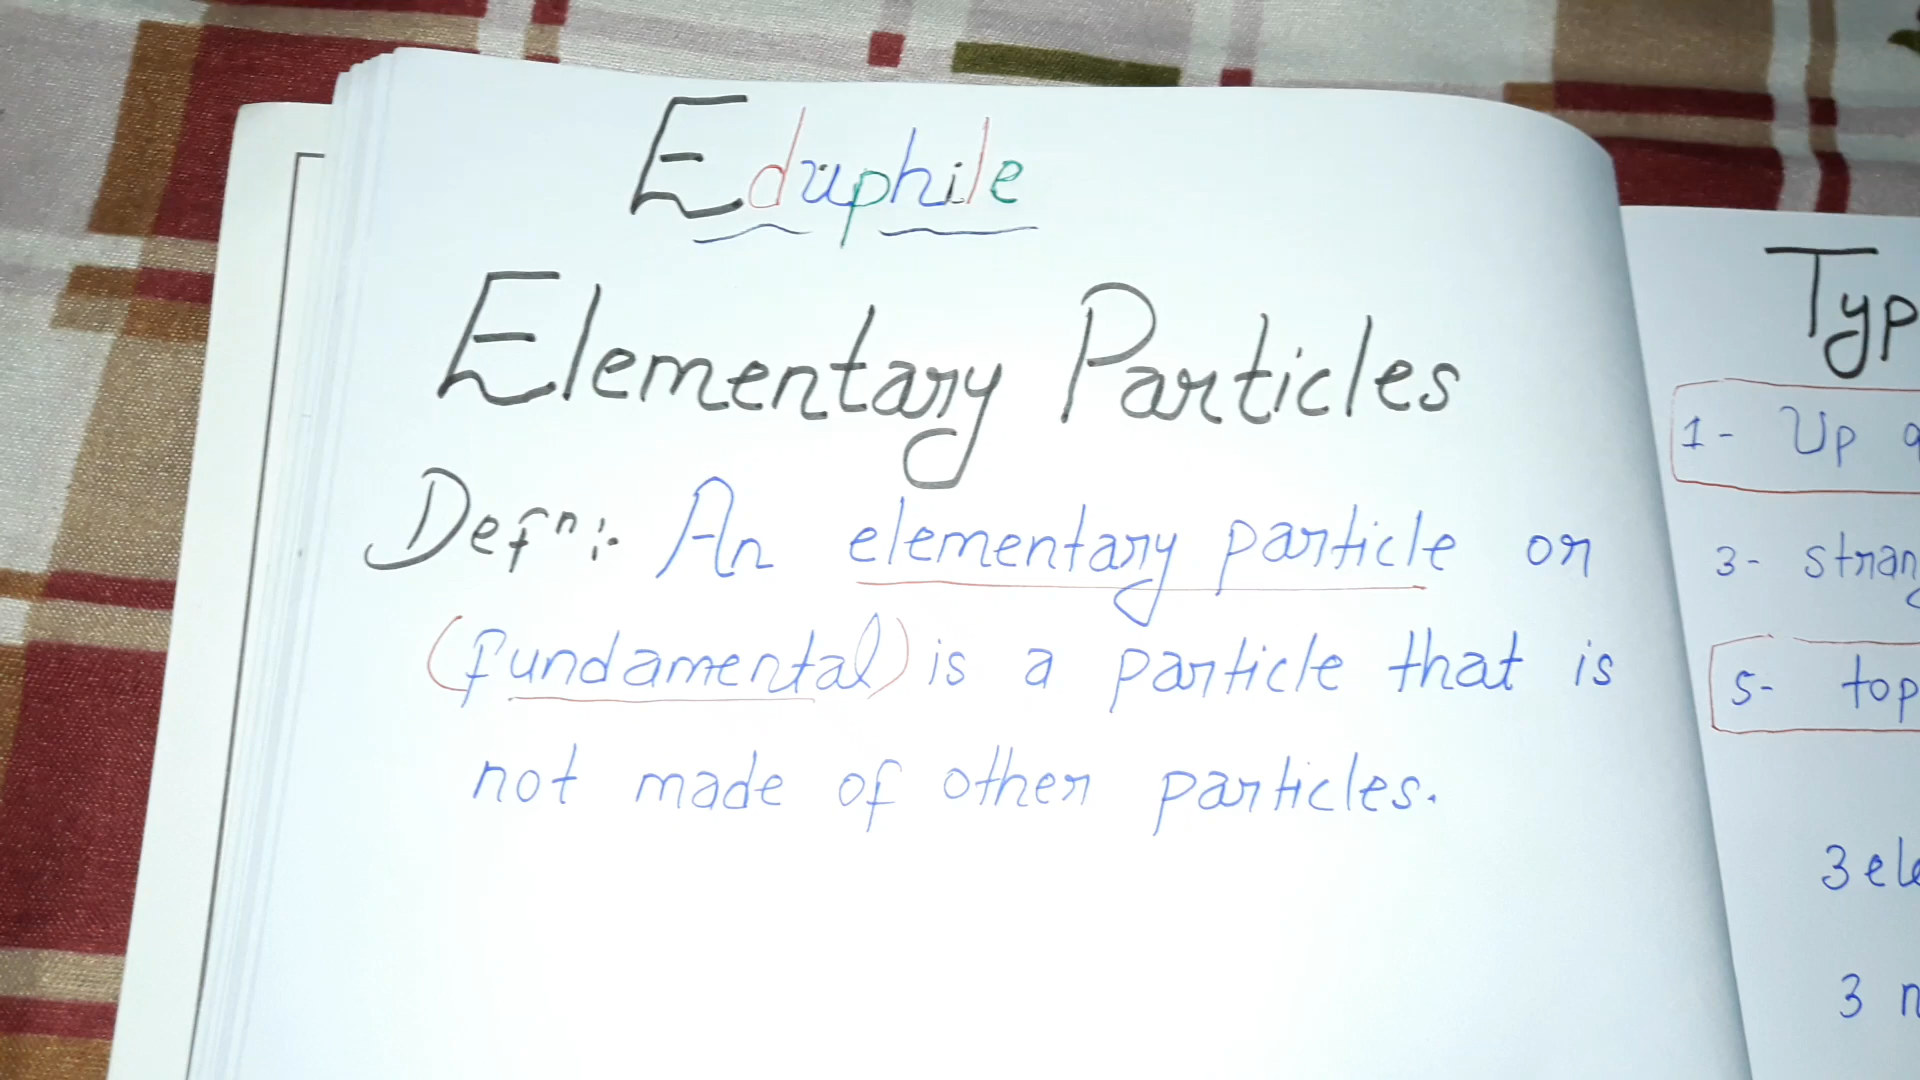 Eduphile
Elementary Particles
Defⁿ:- An elementary particle or
(fundamental) is a particle that is
not made of other particles.
Typ
1- Up q
3- stran
5- top
3 ele
3 n